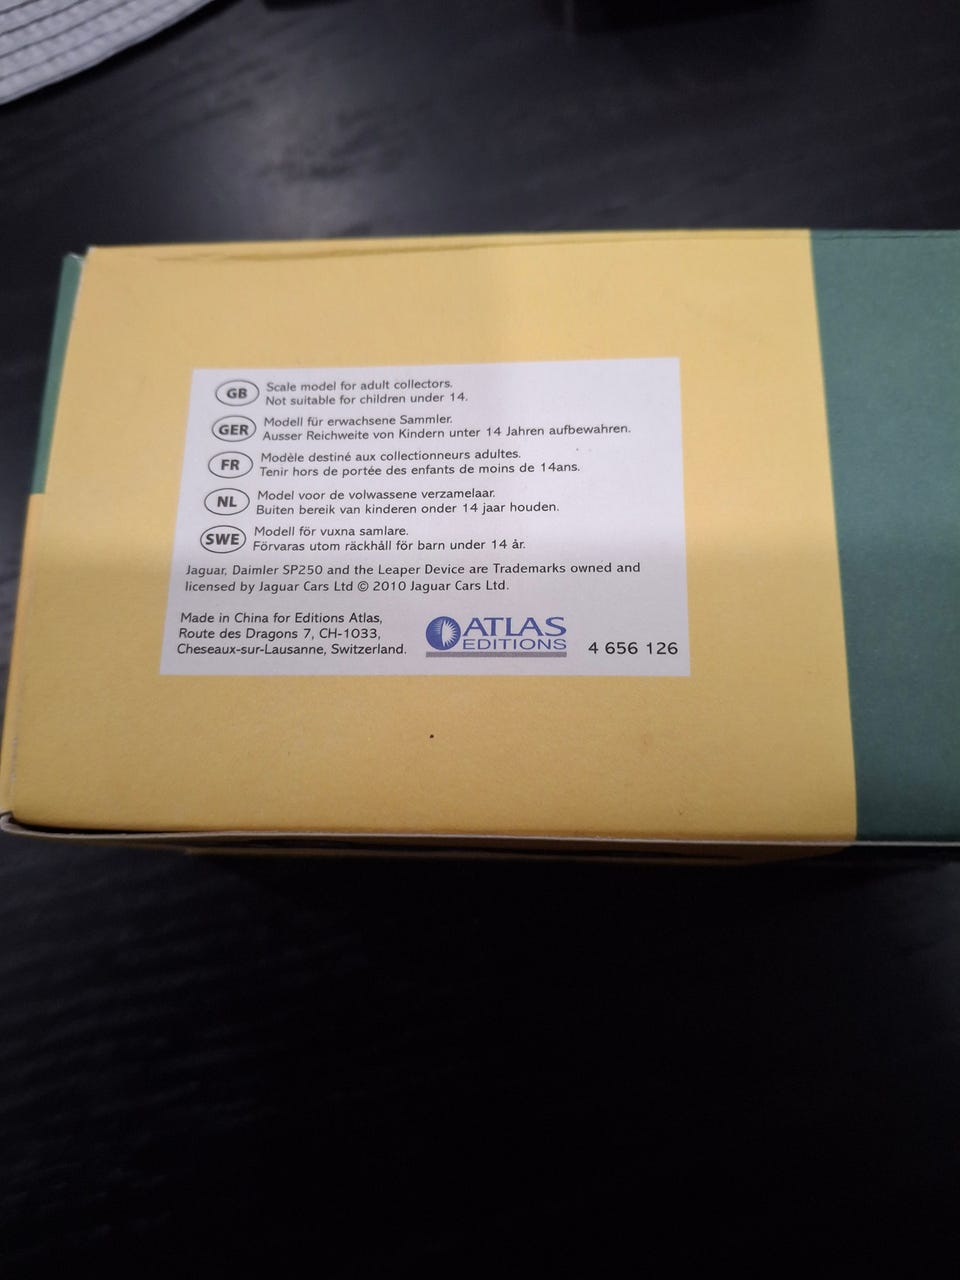 GB Scale model for adult collectors.
Not suitable for children under 14.
GER Modell für erwachsene Sammler.
Ausser Reichweite von Kindern unter 14 Jahren aufbewahren.
FR Modèle destiné aux collectionneurs adultes.
Tenir hors de portée des enfants de moins de 14ans.
NL Model voor de volwassene verzamelaar.
Buiten bereik van kinderen onder 14 jaar houden.
SWE Modell för vuxna samlare.
Förvaras utom räckhåll för barn under 14 år.
Jaguar, Daimler SP250 and the Leaper Device are Trademarks owned and
licensed by Jaguar Cars Ltd © 2010 Jaguar Cars Ltd.
Made in China for Editions Atlas,
Route des Dragons 7, CH-1033,
Cheseaux-sur-Lausanne, Switzerland.
ATLAS
EDITIONS
4 656 126